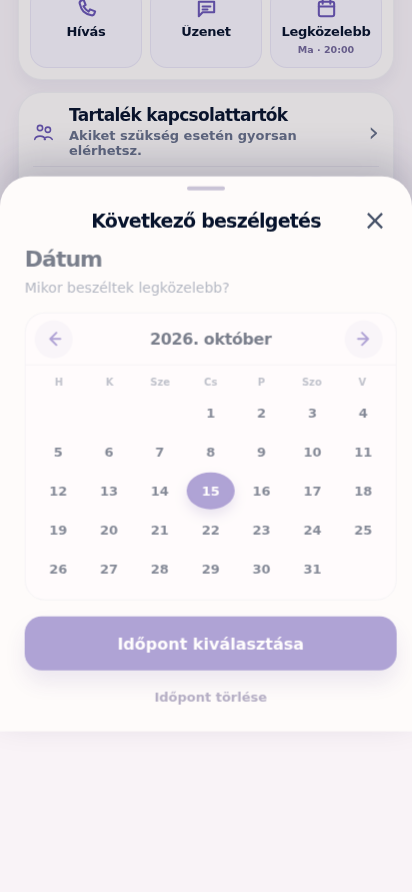 Hívás Üzenet Legközelebb
Ma · 20:00
Tartalék kapcsolattartók
Akiket szükség esetén gyorsan
elérhetsz.
Következő beszélgetés
Dátum
Mikor beszéltek legközelebb?
2026. október
H K Sze Cs P Szo V
1 2 3 4
5 6 7 8 9 10 11
12 13 14 15 16 17 18
19 20 21 22 23 24 25
26 27 28 29 30 31
Időpont kiválasztása
Időpont törlése